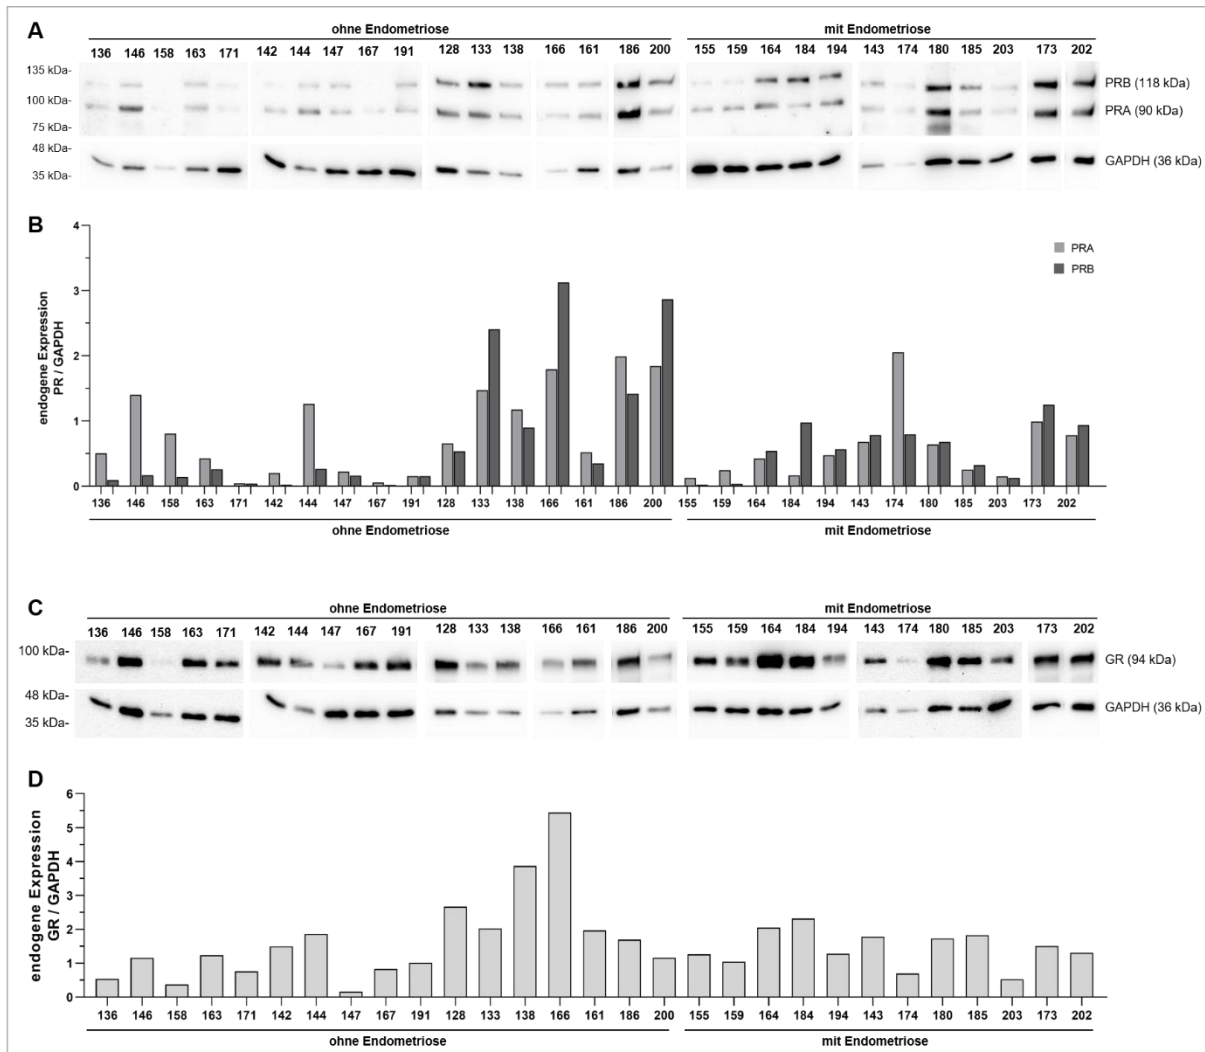 A
ohne Endometriose
mit Endometriose
136 146 158 163 171 142 144 147 167 191 128 133 138 166 161 186 200 155 159 164 184 194 143 174 180 185 203 173 202
135 kDa-
PRB (118 kDa)
100 kDa-
PRA (90 kDa)
75 kDa-
48 kDa-
GAPDH (36 kDa)
35 kDa-
B
endogene Expression
PR / GAPDH
4
3
2
1
0
PRA
PRB
136 146 158 163 171 142 144 147 167 191 128 133 138 166 161 186 200 155 159 164 184 194 143 174 180 185 203 173 202
ohne Endometriose
mit Endometriose
C
ohne Endometriose
mit Endometriose
136 146 158 163 171 142 144 147 167 191 128 133 138 166 161 186 200 155 159 164 184 194 143 174 180 185 203 173 202
100 kDa-
GR (94 kDa)
48 kDa-
GAPDH (36 kDa)
35 kDa-
D
endogene Expression
GR / GAPDH
6
5
4
3
2
1
0
136 146 158 163 171 142 144 147 167 191 128 133 138 166 161 186 200 155 159 164 184 194 143 174 180 185 203 173 202
ohne Endometriose
mit Endometriose